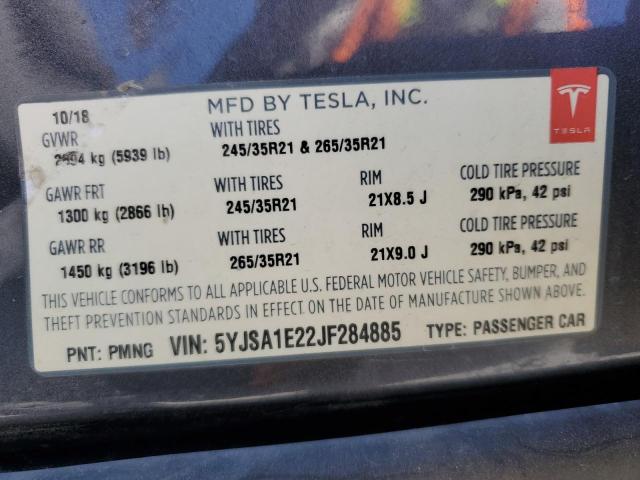 10/18
MFD BY TESLA, INC.
TESLA
GVWR
WITH TIRES
kg (5939 lb)
245/35R21 & 265/35R21
GAWR FRT
WITH TIRES
RIM
COLD TIRE PRESSURE
1300 kg (2866 lb)
245/35R21
21X8.5 J
290 kPa, 42 psi
GAWR RR
WITH TIRES
RIM
COLD TIRE PRESSURE
1450 kg (3196 lb)
265/35R21
21X9.0 J
290 kPa, 42 psi
THIS VEHICLE CONFORMS TO ALL APPLICABLE U.S. FEDERAL MOTOR VEHICLE SAFETY, BUMPER, AND
THEFT PREVENTION STANDARDS IN EFFECT ON THE DATE OF MANUFACTURE SHOWN ABOVE.
PNT: PMNG
VIN: 5YJSA1E22JF284885
TYPE: PASSENGER CAR